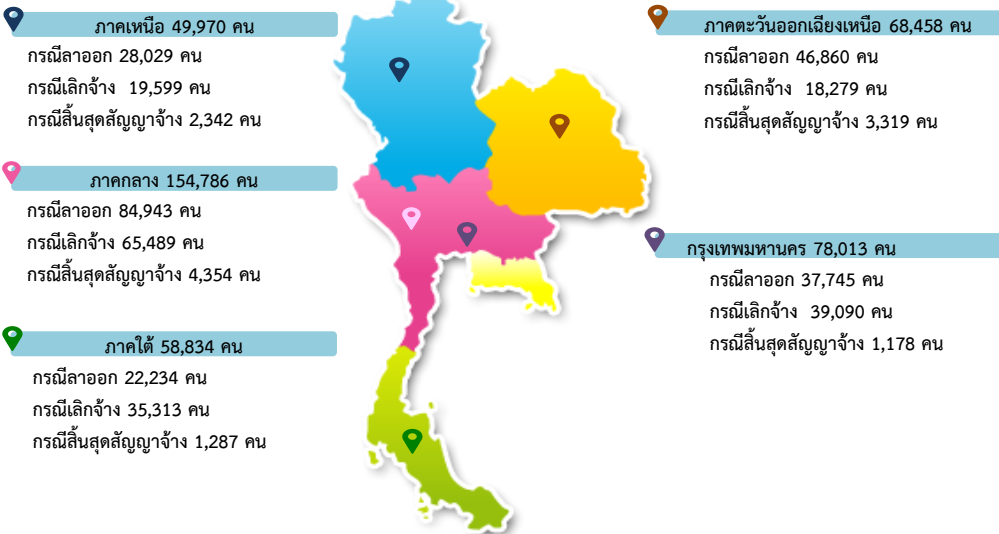 ภาคเหนือ 49,970 คน
กรณีลาออก 28,029 คน
กรณีเลิกจ้าง 19,599 คน
กรณีสิ้นสุดสัญญาจ้าง 2,342 คน
ภาคกลาง 154,786 คน
กรณีลาออก 84,943 คน
กรณีเลิกจ้าง 65,489 คน
กรณีสิ้นสุดสัญญาจ้าง 4,354 คน
ภาคใต้ 58,834 คน
กรณีลาออก 22,234 คน
กรณีเลิกจ้าง 35,313 คน
กรณีสิ้นสุดสัญญาจ้าง 1,287 คน
ภาคตะวันออกเฉียงเหนือ 68,458 คน
กรณีลาออก 46,860 คน
กรณีเลิกจ้าง 18,279 คน
กรณีสิ้นสุดสัญญาจ้าง 3,319 คน
กรุงเทพมหานคร 78,013 คน
กรณีลาออก 37,745 คน
กรณีเลิกจ้าง 39,090 คน
กรณีสิ้นสุดสัญญาจ้าง 1,178 คน